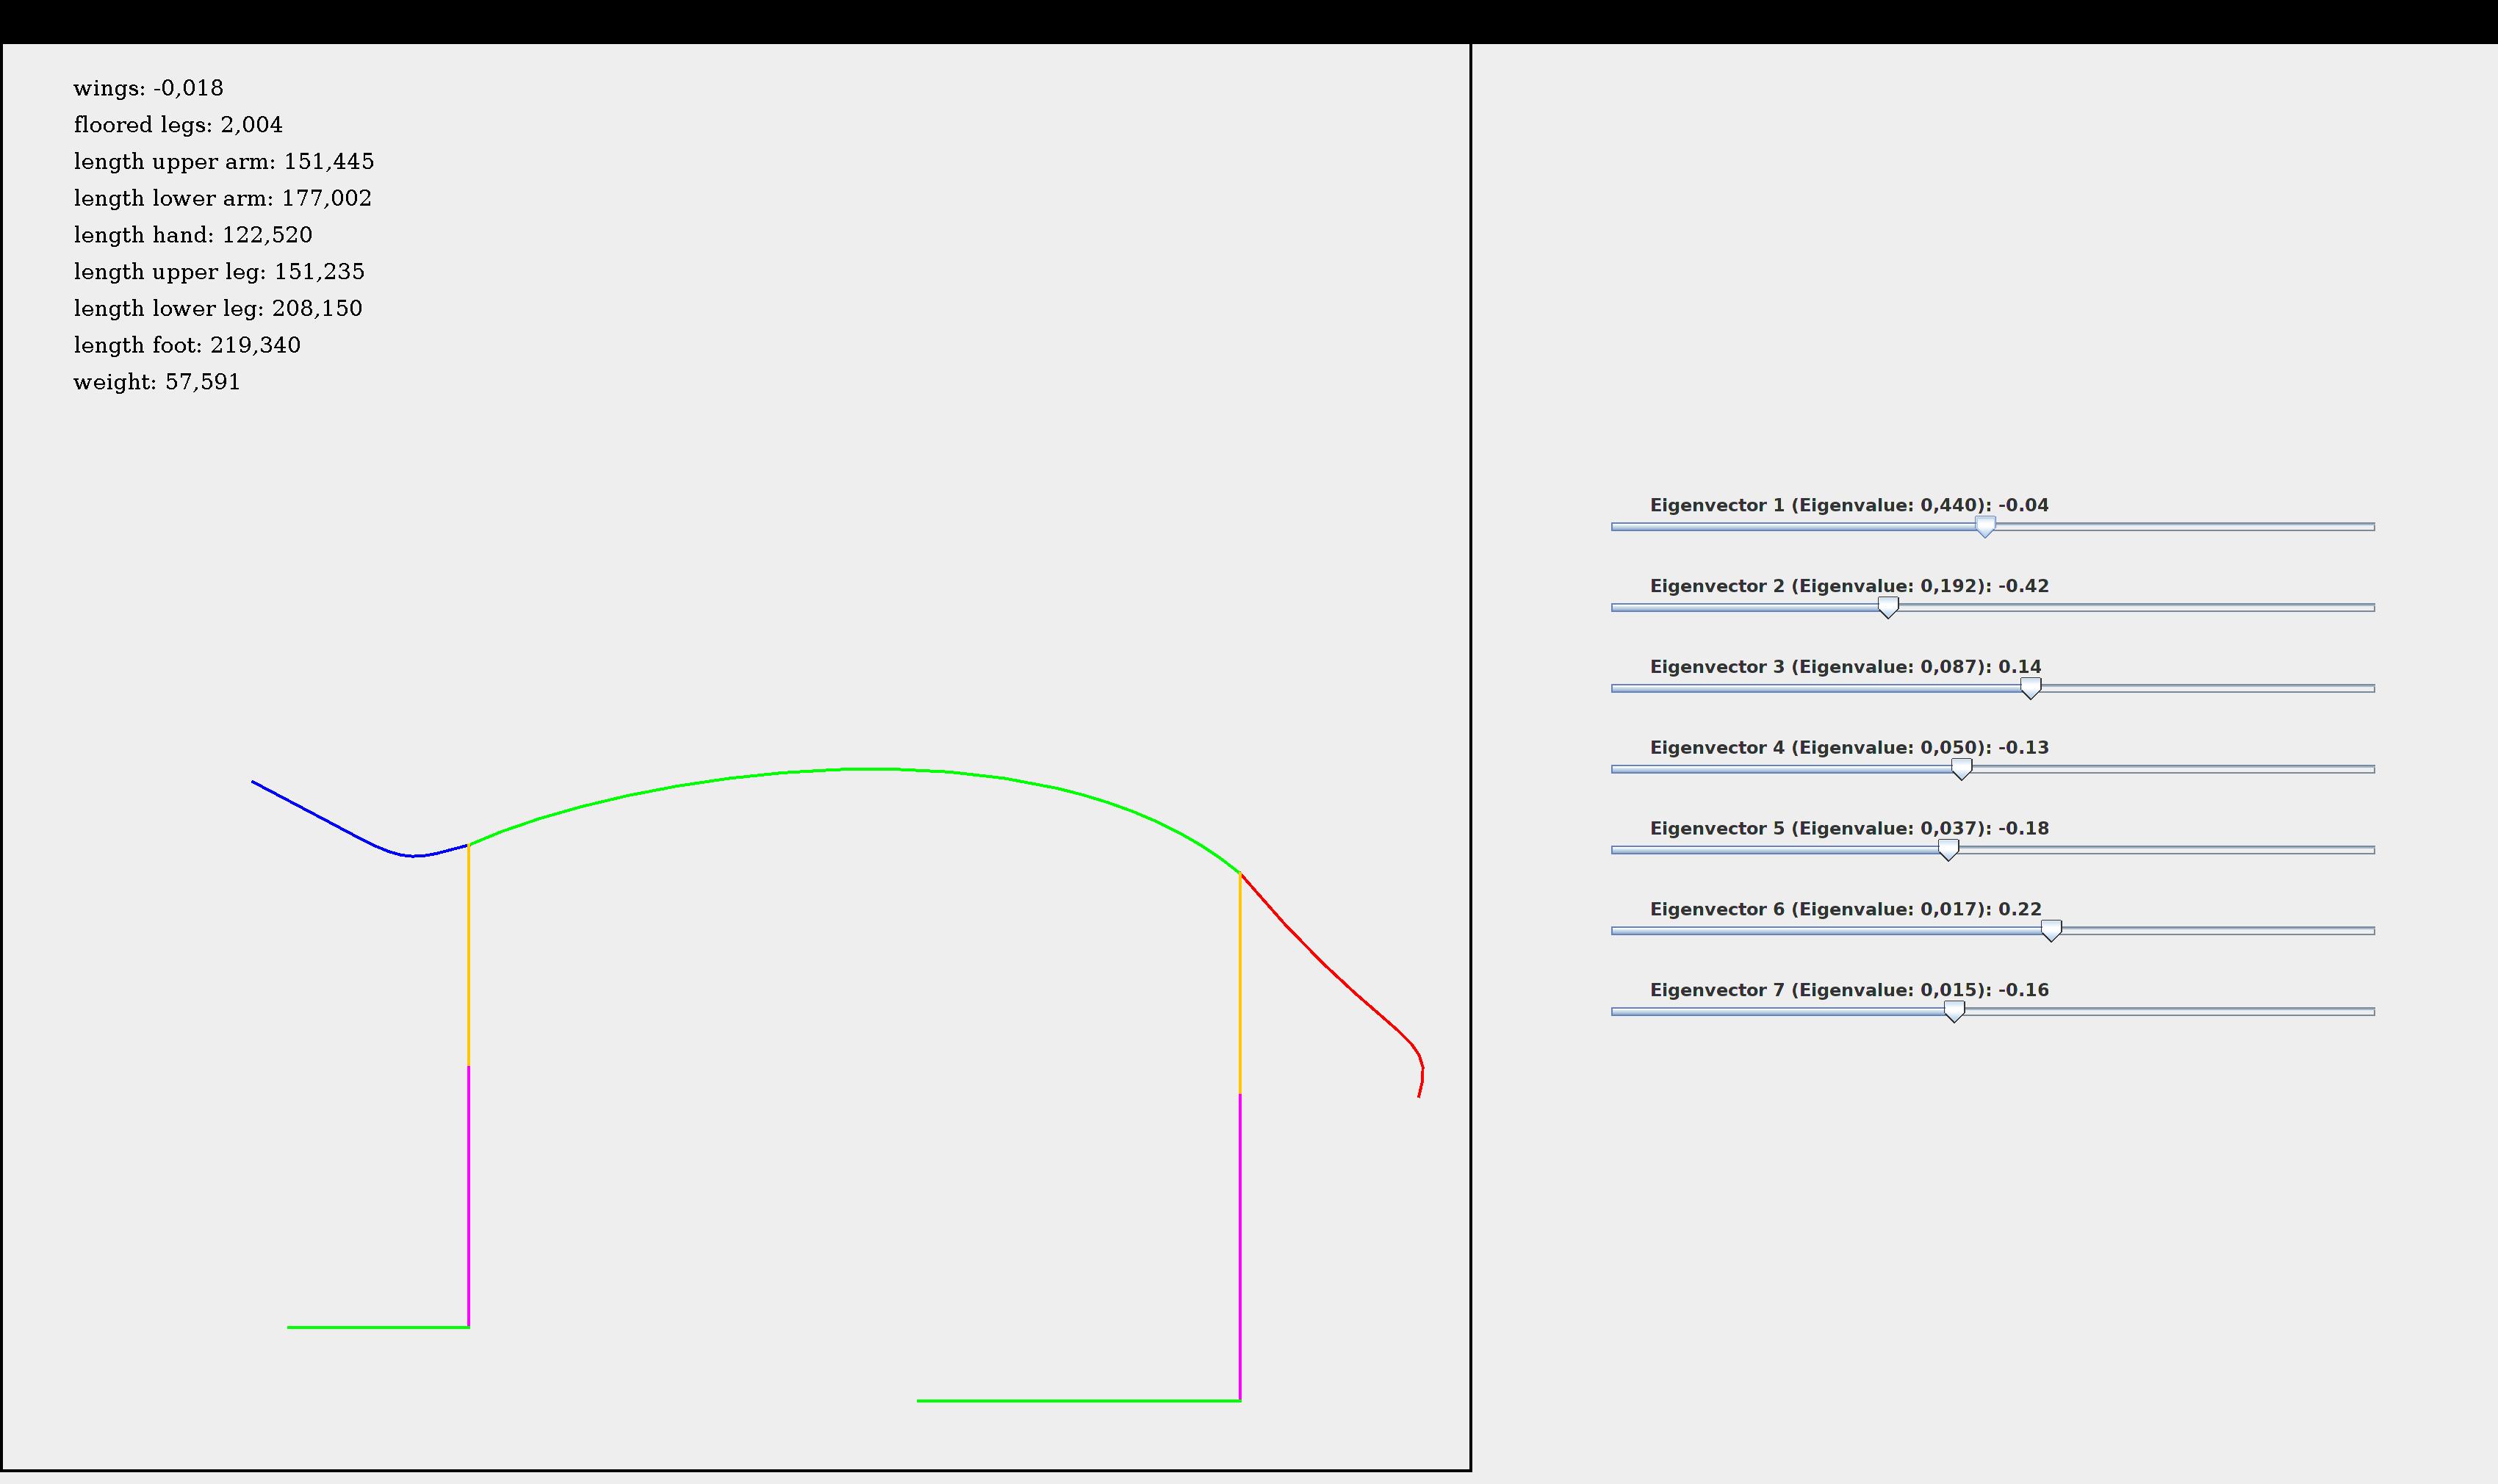 wings: -0,018
floored legs: 2,004
length upper arm: 151,445
length lower arm: 177,002
length hand: 122,520
length upper leg: 151,235
length lower leg: 208,150
length foot: 219,340
weight: 57,591
Eigenvector 1 (Eigenvalue: 0,440): -0.04
Eigenvector 2 (Eigenvalue: 0,192): -0.42
Eigenvector 3 (Eigenvalue: 0,087): 0.14
Eigenvector 4 (Eigenvalue: 0,050): -0.13
Eigenvector 5 (Eigenvalue: 0,037): -0.18
Eigenvector 6 (Eigenvalue: 0,017): 0.22
Eigenvector 7 (Eigenvalue: 0,015): -0.16